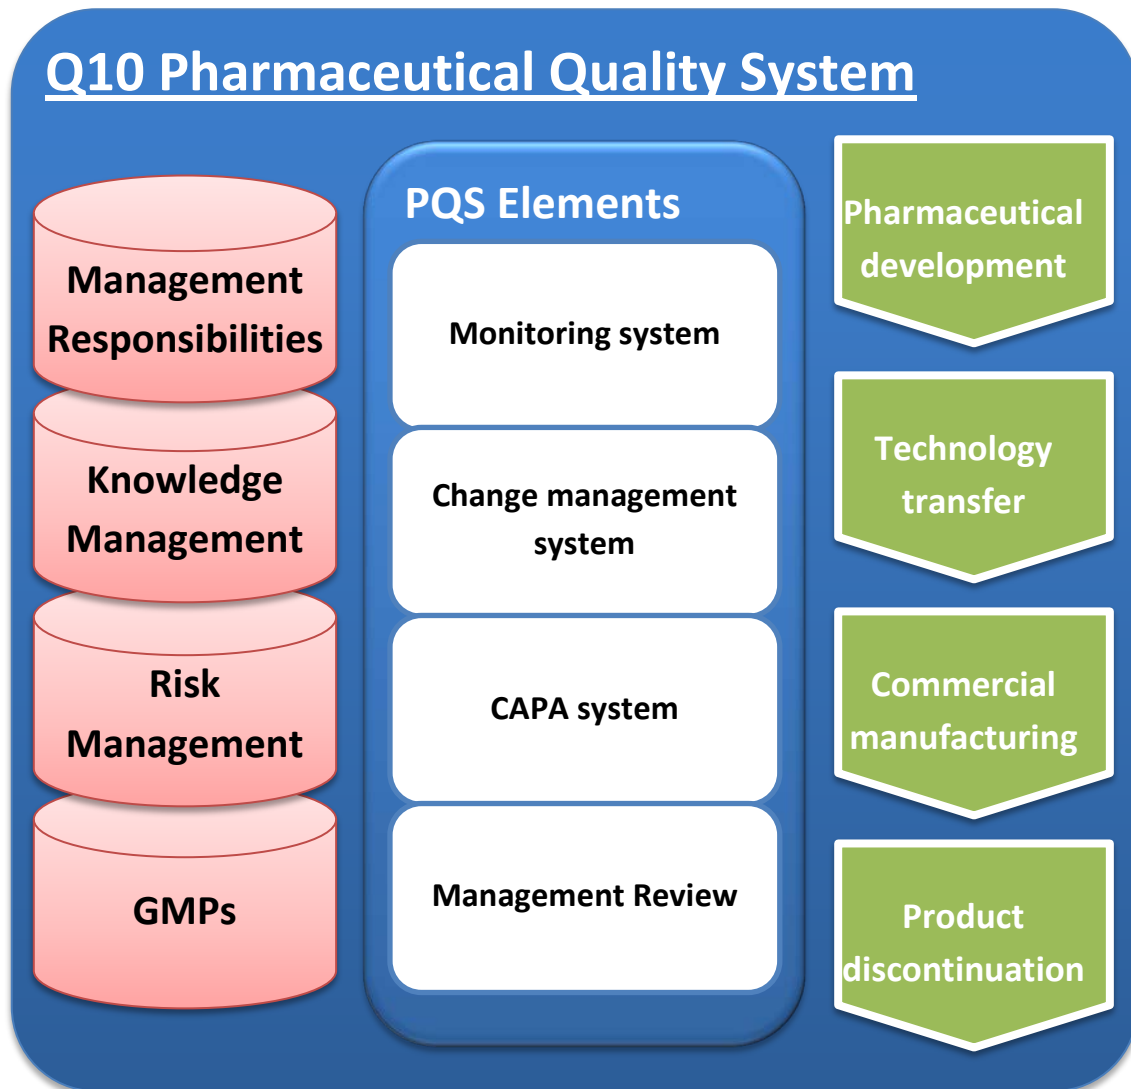 Q10 Pharmaceutical Quality System
Management
Responsibilities
Knowledge
Management
Risk
Management
GMPs
PQS Elements
Monitoring system
Change management
system
CAPA system
Management Review
Pharmaceutical
development
Technology
transfer
Commercial
manufacturing
Product
discontinuation